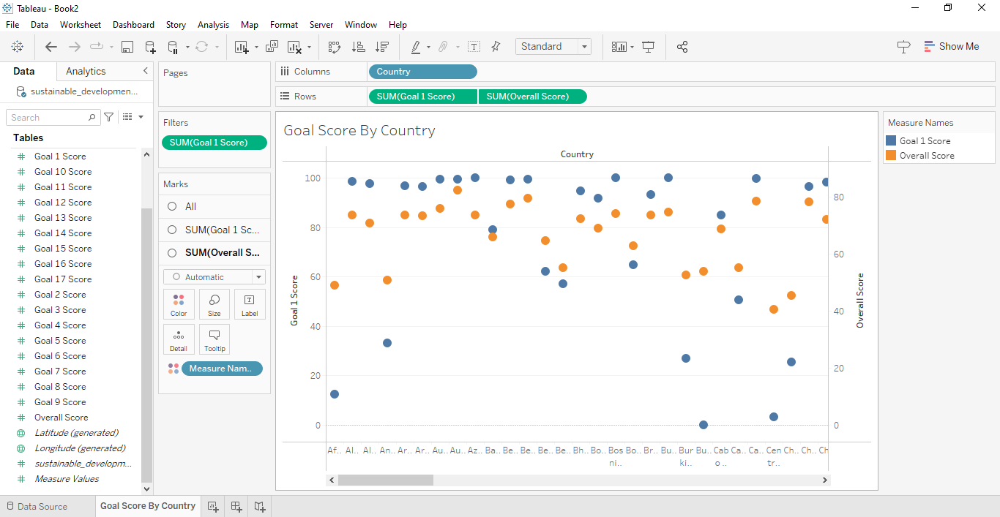 Tableau - Book2
File Data Worksheet Dashboard Story Analysis Map Format Server Window Help
Standard
Show Me
Data Analytics
sustainable_developmen...
Search
Tables
Goal 1 Score
Goal 10 Score
Goal 11 Score
Goal 12 Score
Goal 13 Score
Goal 14 Score
Goal 15 Score
Goal 16 Score
Goal 17 Score
Goal 2 Score
Goal 3 Score
Goal 4 Score
Goal 5 Score
Goal 6 Score
Goal 7 Score
Goal 8 Score
Goal 9 Score
Overall Score
Latitude (generated)
Longitude (generated)
sustainable_developm...
Measure Values
Pages
Filters
SUM(Goal 1 Score)
Marks
All
SUM(Goal 1 Sc...
SUM(Overall S...
Automatic
Color Size Label
Detail Tooltip
Measure Nam..
Columns Country
Rows SUM(Goal 1 Score) SUM(Overall Score)
Goal Score By Country
Country
Goal 1 Score
100
80
60
40
20
0
Overall Score
80
60
40
20
0
Af.. Al.. Al.. An.. Ar.. Ar.. Au.. Au.. Az.. Ba.. Be.. Be.. Be.. Be.. Bh.. Bo.. Bos Bo.. Br.. Bu.. Bur Bu.. Cab Ca.. Ca.. Cen Ch.. Ch.. Ch
ni.. ki.. o .. tr..
Measure Names
Goal 1 Score
Overall Score
Data Source Goal Score By Country